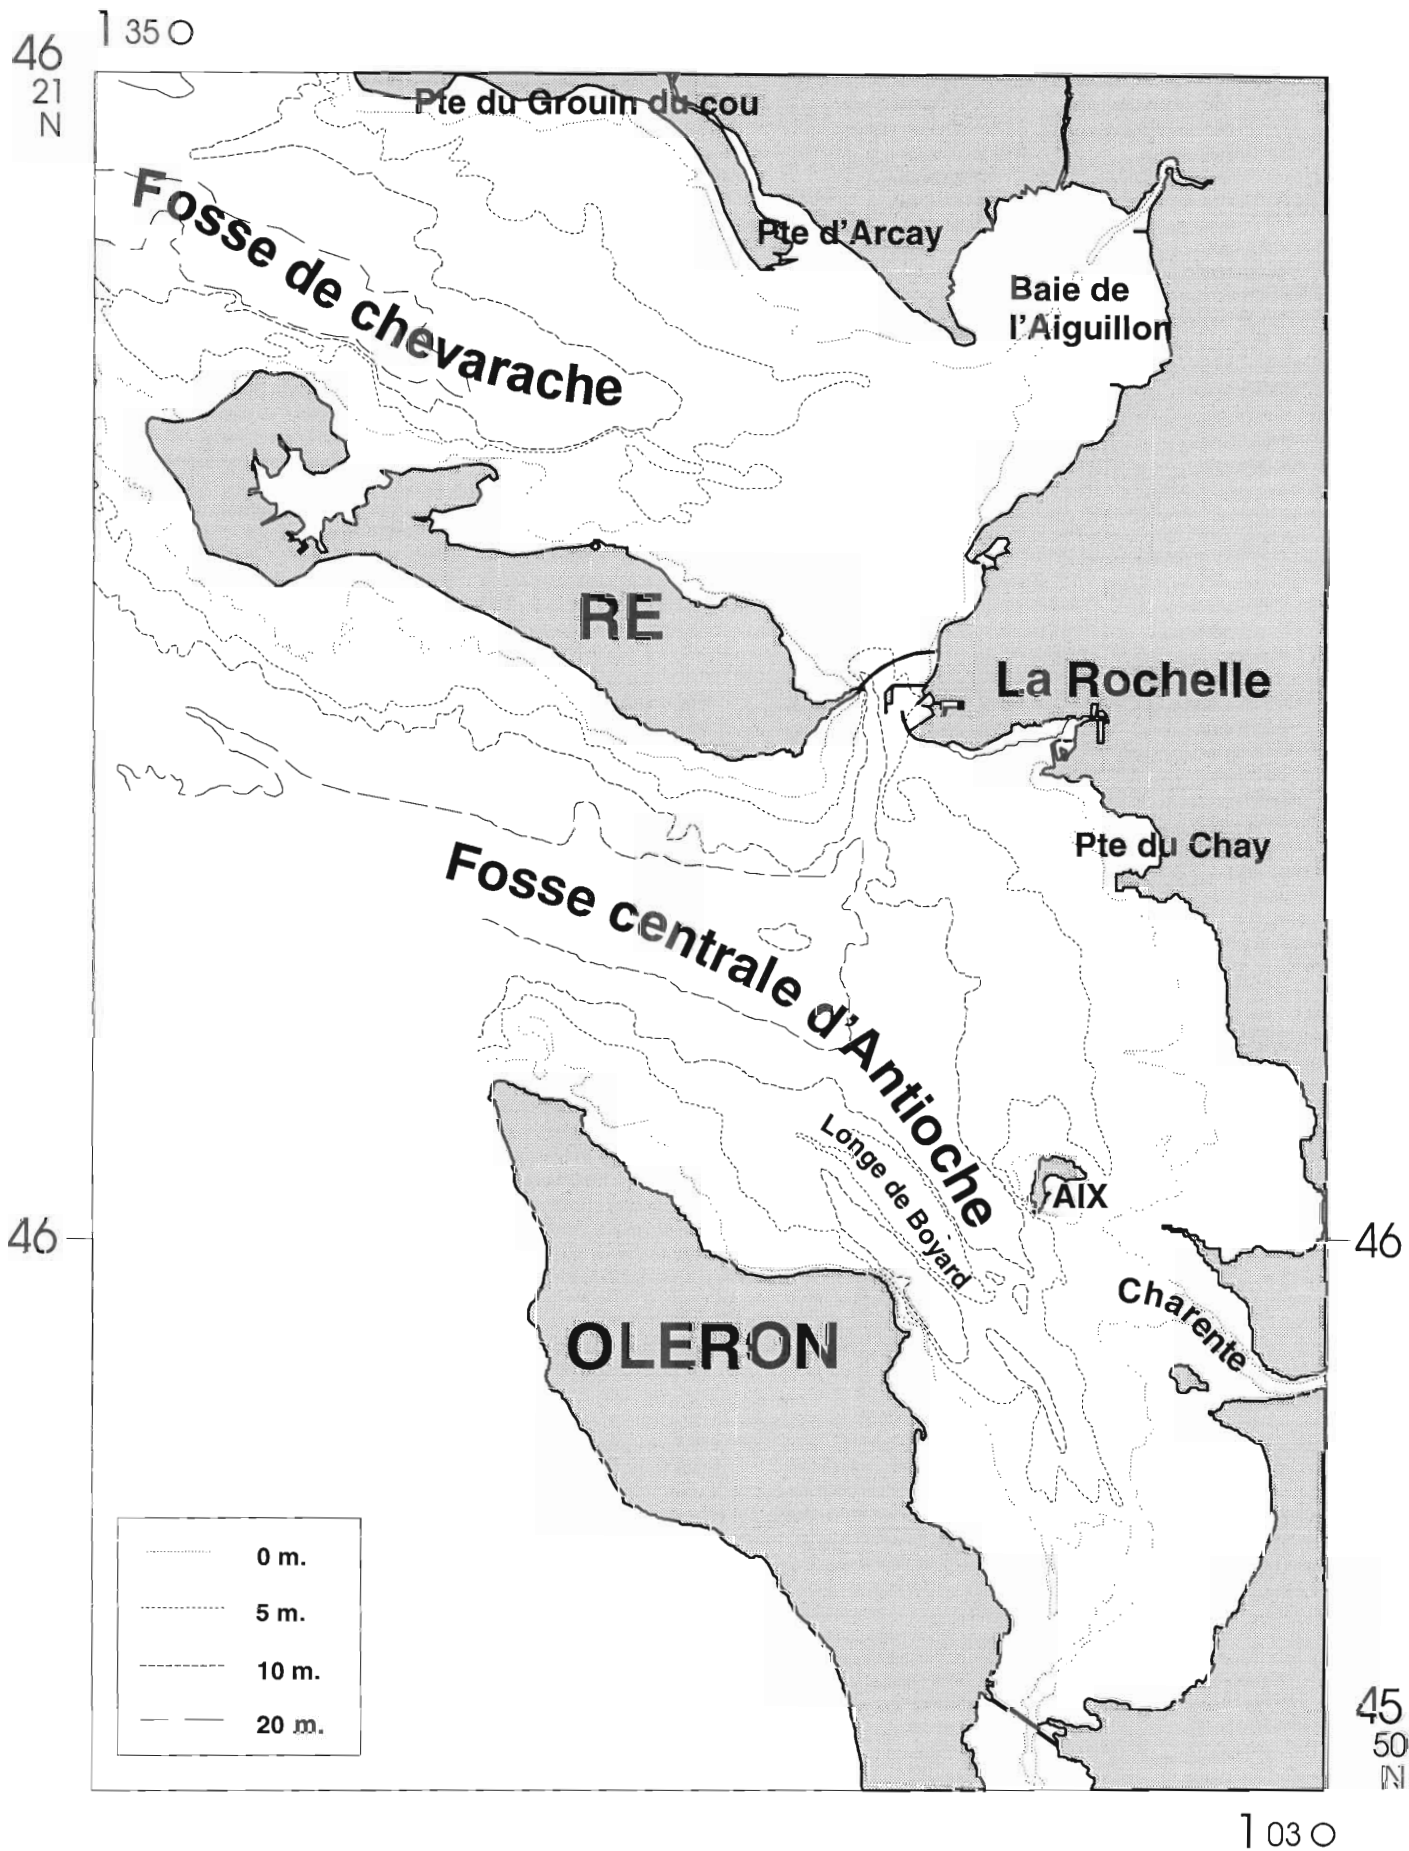 1 35 O
46
21
N
Pte du Grouin du cou
Fosse de chevarache
Pte d'Arcay
Baie de
l'Aiguillon
RE
La Rochelle
Pte du Chay
Fosse centrale d'Antioche
Longe de Boyard
AIX
46
46
Charente
OLERON
0 m.
5 m.
10 m.
20 m.
45
50
N
1 03 O